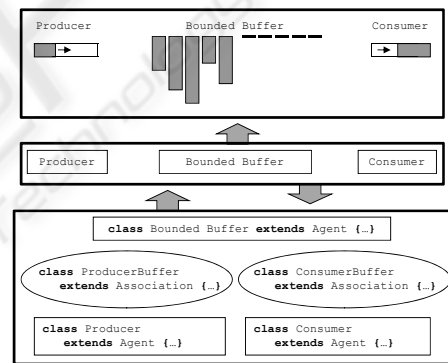 Producer Bounded Buffer Consumer
Producer Bounded Buffer Consumer
class Bounded Buffer extends Agent {…}
class ProducerBuffer
extends Association {…}
class ConsumerBuffer
extends Association {…}
class Producer
extends Agent {…}
class Consumer
extends Agent {…}